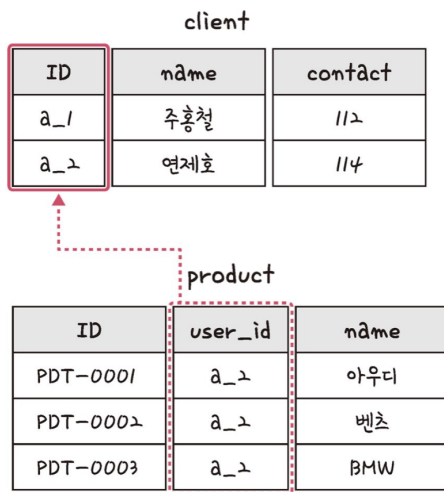 client
ID name contact
a_1 주홍철 112
a_2 연제호 114
product
ID user_id name
PDT-0001 a_2 아우디
PDT-0002 a_2 벤츠
PDT-0003 a_2 BMW